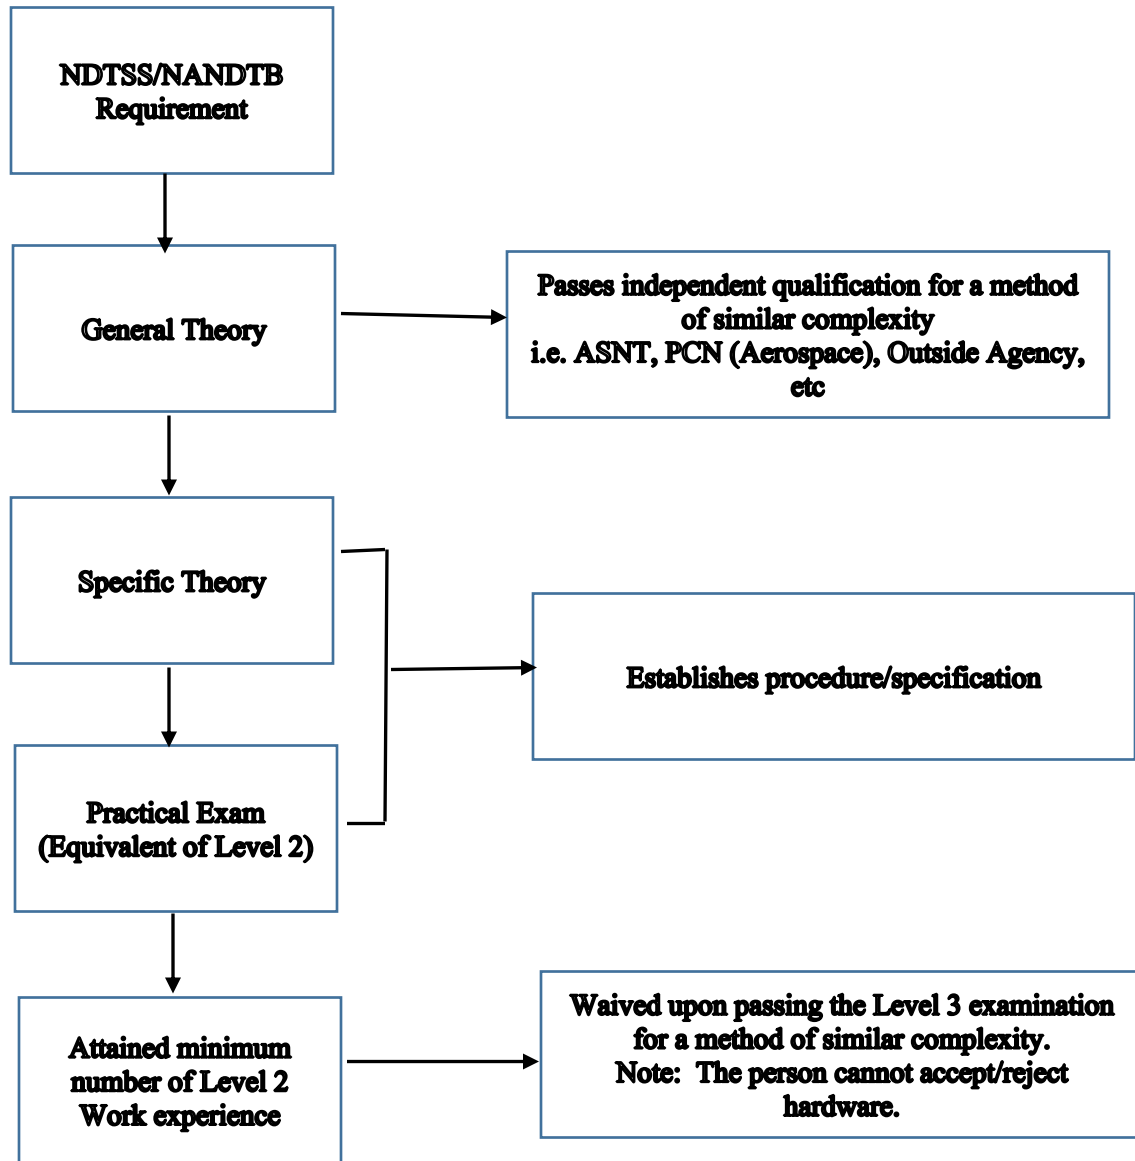 NDTSS/NANDTB
Requirement
General Theory
Passes independent qualification for a method
of similar complexity
i.e. ASNT, PCN (Aerospace), Outside Agency,
etc
Specific Theory
Establishes procedure/specification
Practical Exam
(Equivalent of Level 2)
Attained minimum
number of Level 2
Work experience
Waived upon passing the Level 3 examination
for a method of similar complexity.
Note:  The person cannot accept/reject
hardware.